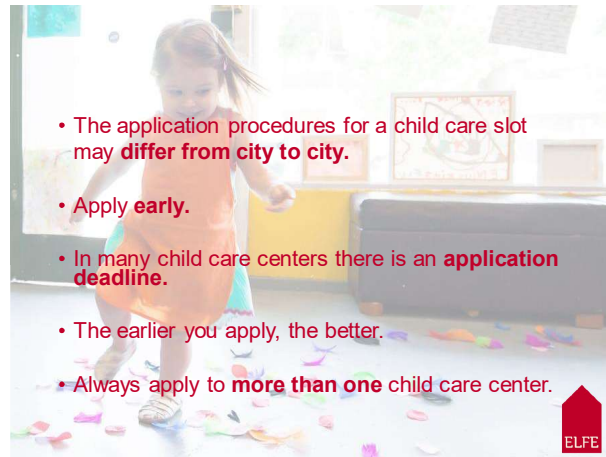 • The application procedures for a child care slot
may differ from city to city.
• Apply early.
• In many child care centers there is an application
deadline.
• The earlier you apply, the better.
• Always apply to more than one child care center.
ELFE